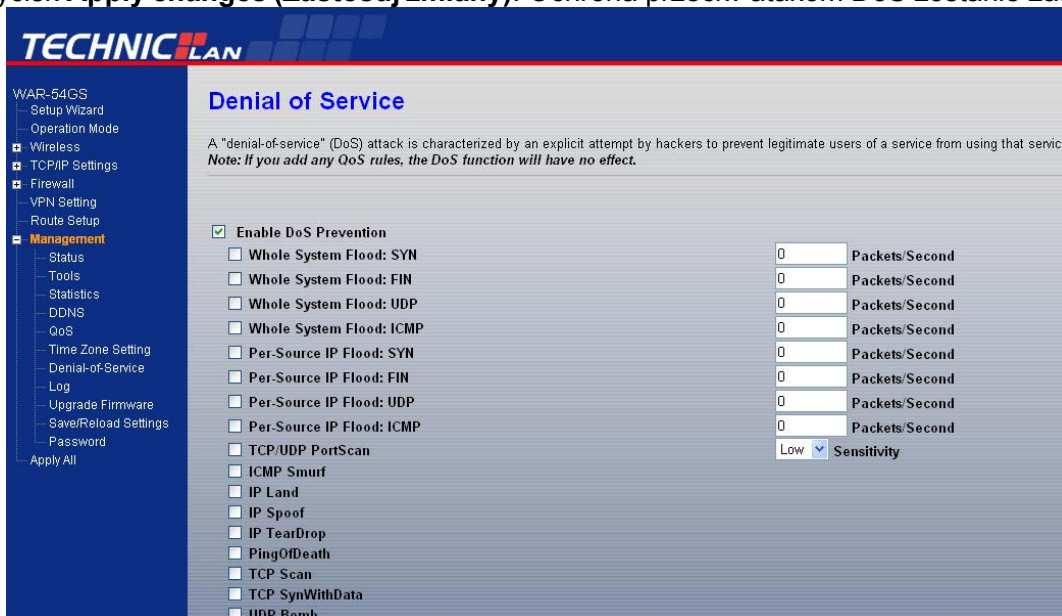 Apply changes (Zastosuj zmiany). Ochrona przeciw atakom DoS zostanie
TECHNIC LAN
WAR-54GS
Setup Wizard
Operation Mode
Wireless
TCP/IP Settings
Firewall
VPN Setting
Route Setup
Management
Status
Tools
Statistics
DDNS
QoS
Time Zone Setting
Denial-of-Service
Log
Upgrade Firmware
Save/Reload Settings
Password
Apply All
Denial of Service
A "denial-of-service" (DoS) attack is characterized by an explicit attempt by hackers to prevent legitimate users of a service from using that servic
Note: If you add any QoS rules, the DoS function will have no effect.
Enable DoS Prevention
Whole System Flood: SYN 0 Packets/Second
Whole System Flood: FIN 0 Packets/Second
Whole System Flood: UDP 0 Packets/Second
Whole System Flood: ICMP 0 Packets/Second
Per-Source IP Flood: SYN 0 Packets/Second
Per-Source IP Flood: FIN 0 Packets/Second
Per-Source IP Flood: UDP 0 Packets/Second
Per-Source IP Flood: ICMP 0 Packets/Second
TCP/UDP PortScan Low Sensitivity
ICMP Smurf
IP Land
IP Spoof
IP TearDrop
PingOfDeath
TCP Scan
TCP SynWithData
UDP Bomb